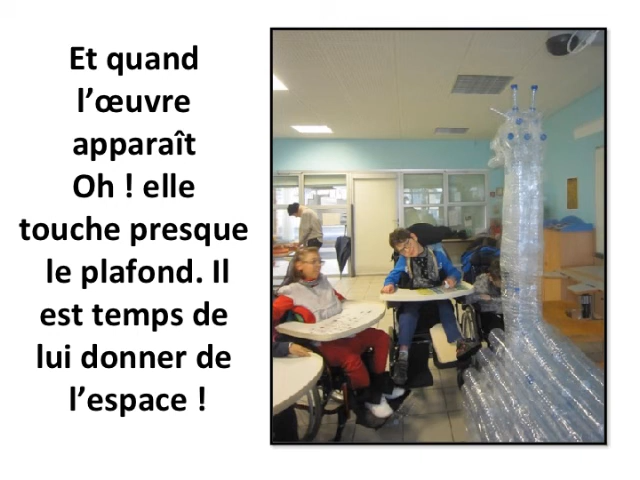 Et quand
l’œuvre
apparaît
Oh ! elle
touche presque
le plafond. Il
est temps de
lui donner de
l’espace !